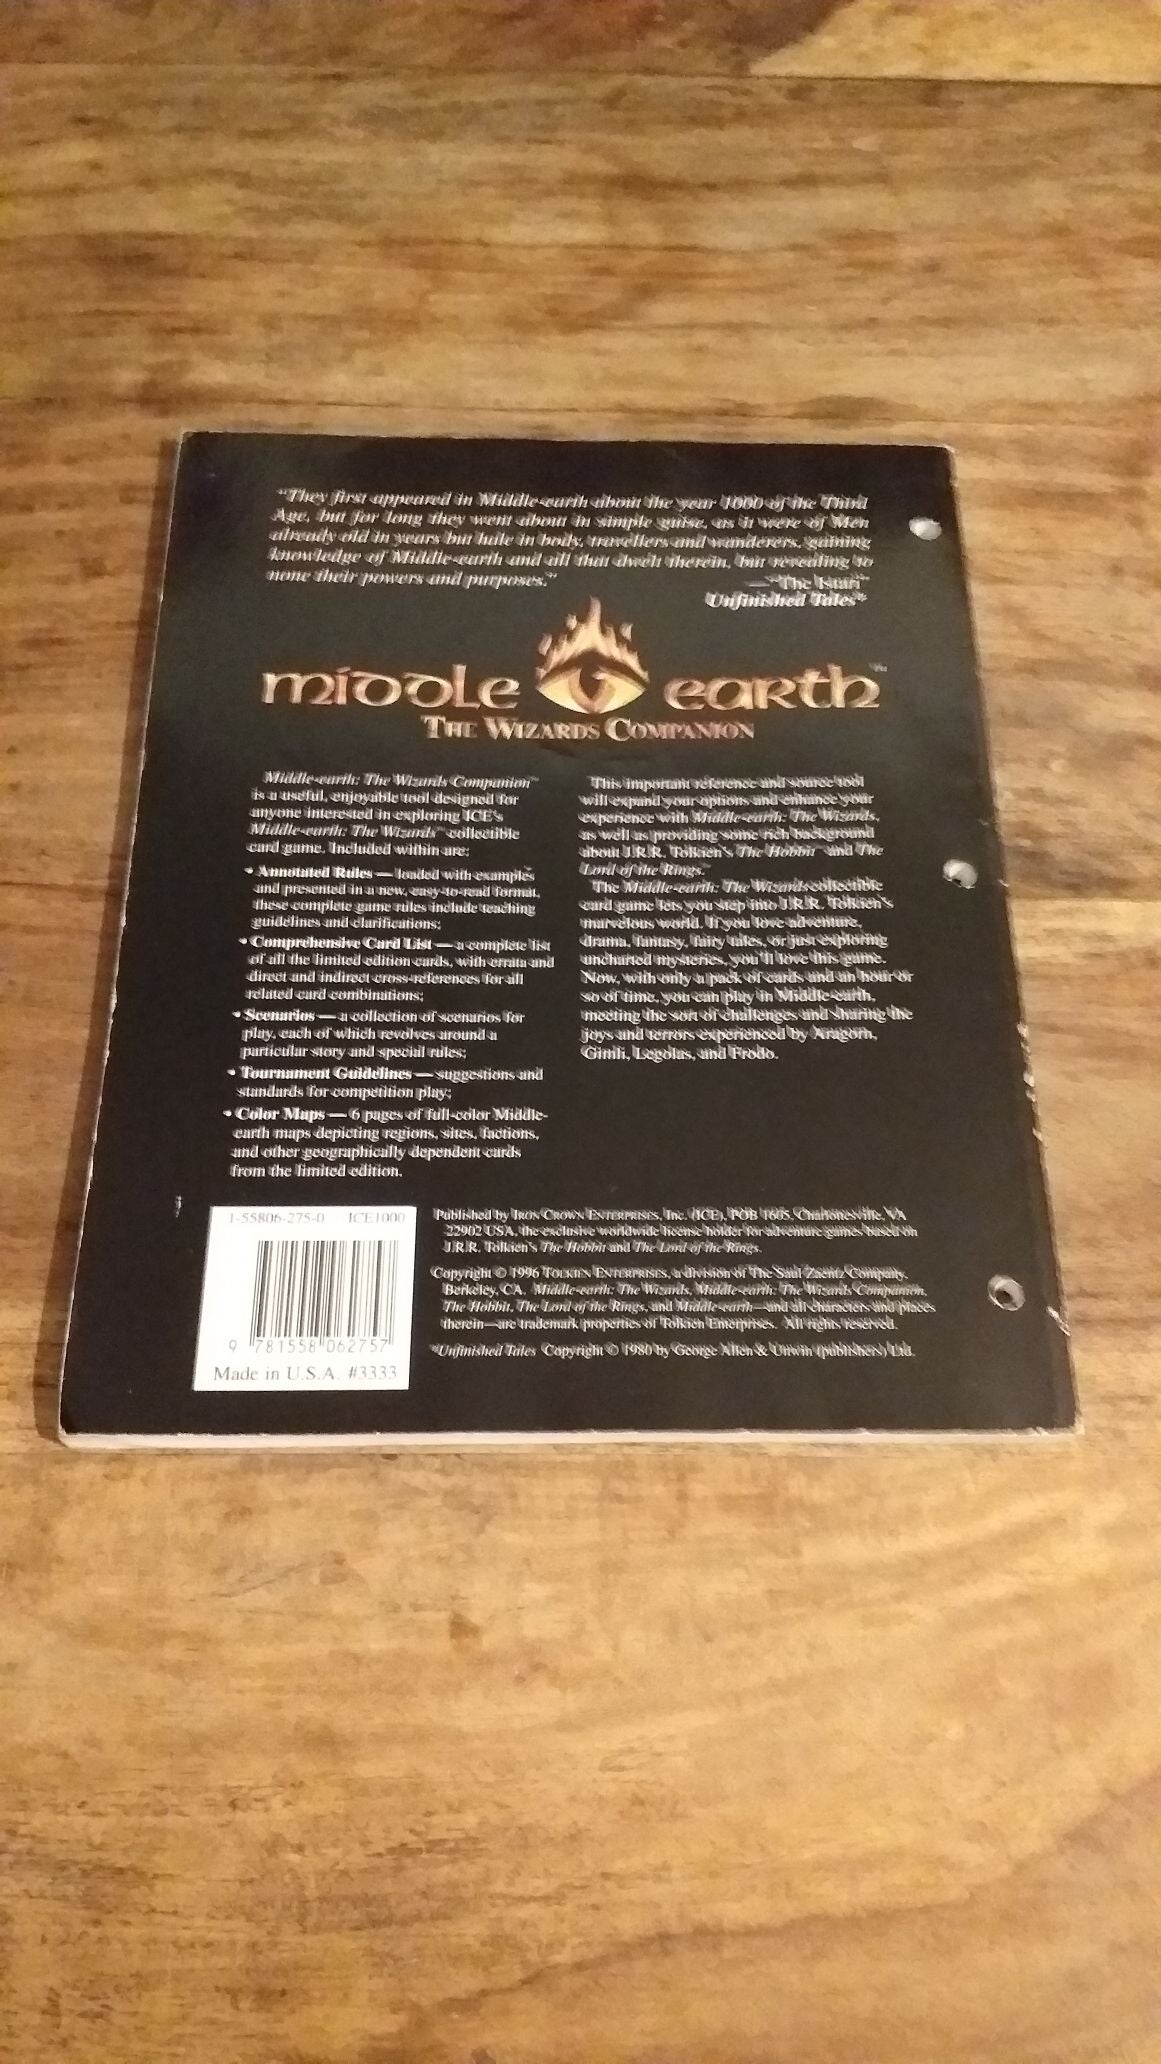 "They first appeared in Middle-earth about the year 1000 of the Third
Age, but for long they went about in simple guise, as it were of Men
already old in years but hale in body, travellers and wanderers, gaining
knowledge of Middle-earth and all that dwelt therein, but revealing to
none their powers and purposes."
—"The Istari"
Unfinished Tales*
middle earth™
THE WIZARDS COMPANION
Middle-earth: The Wizards Companion™
is a useful, enjoyable tool designed for
anyone interested in exploring ICE's
Middle-earth: The Wizards™ collectible
card game. Included within are:
• Annotated Rules — loaded with examples
and presented in a new, easy-to-read format,
these complete game rules include teaching
guidelines and clarifications;
• Comprehensive Card List — a complete list
of all the limited edition cards, with errata and
direct and indirect cross-references for all
related card combinations;
• Scenarios — a collection of scenarios for
play, each of which revolves around a
particular story and special rules;
• Tournament Guidelines — suggestions and
standards for competition play;
• Color Maps — 6 pages of full-color Middle-
earth maps depicting regions, sites, factions,
and other geographically dependent cards
from the limited edition.
This important reference and source tool
will expand your options and enhance your
experience with Middle-earth: The Wizards,
as well as providing some rich background
about J.R.R. Tolkien's The Hobbit™ and The
Lord of the Rings.™
The Middle-earth: The Wizards collectible
card game lets you step into J.R.R. Tolkien's
marvelous world. If you love adventure,
drama, fantasy, fairy tales, or just exploring
uncharted mysteries, you'll love this game.
Now, with only a pack of cards and an hour or
so of time, you can play in Middle-earth,
meeting the sort of challenges and sharing the
joys and terrors experienced by Aragorn,
Gimli, Legolas, and Frodo.
1-55806-275-0 ICE1000
9 781558 062757
Made in U.S.A. #3333
Published by IRON CROWN ENTERPRISES, Inc. (ICE), POB 1605, Charlottesville, VA
22902 USA, the exclusive worldwide license holder for adventure games based on
J.R.R. Tolkien's The Hobbit and The Lord of the Rings.
Copyright © 1996 TOLKIEN ENTERPRISES, a division of The Saul Zaentz Company,
Berkeley, CA. Middle-earth: The Wizards, Middle-earth: The Wizards Companion,
The Hobbit, The Lord of the Rings, and Middle-earth—and all characters and places
therein—are trademark properties of Tolkien Enterprises. All rights reserved.
*Unfinished Tales Copyright © 1980 by George Allen & Unwin (publishers) Ltd.